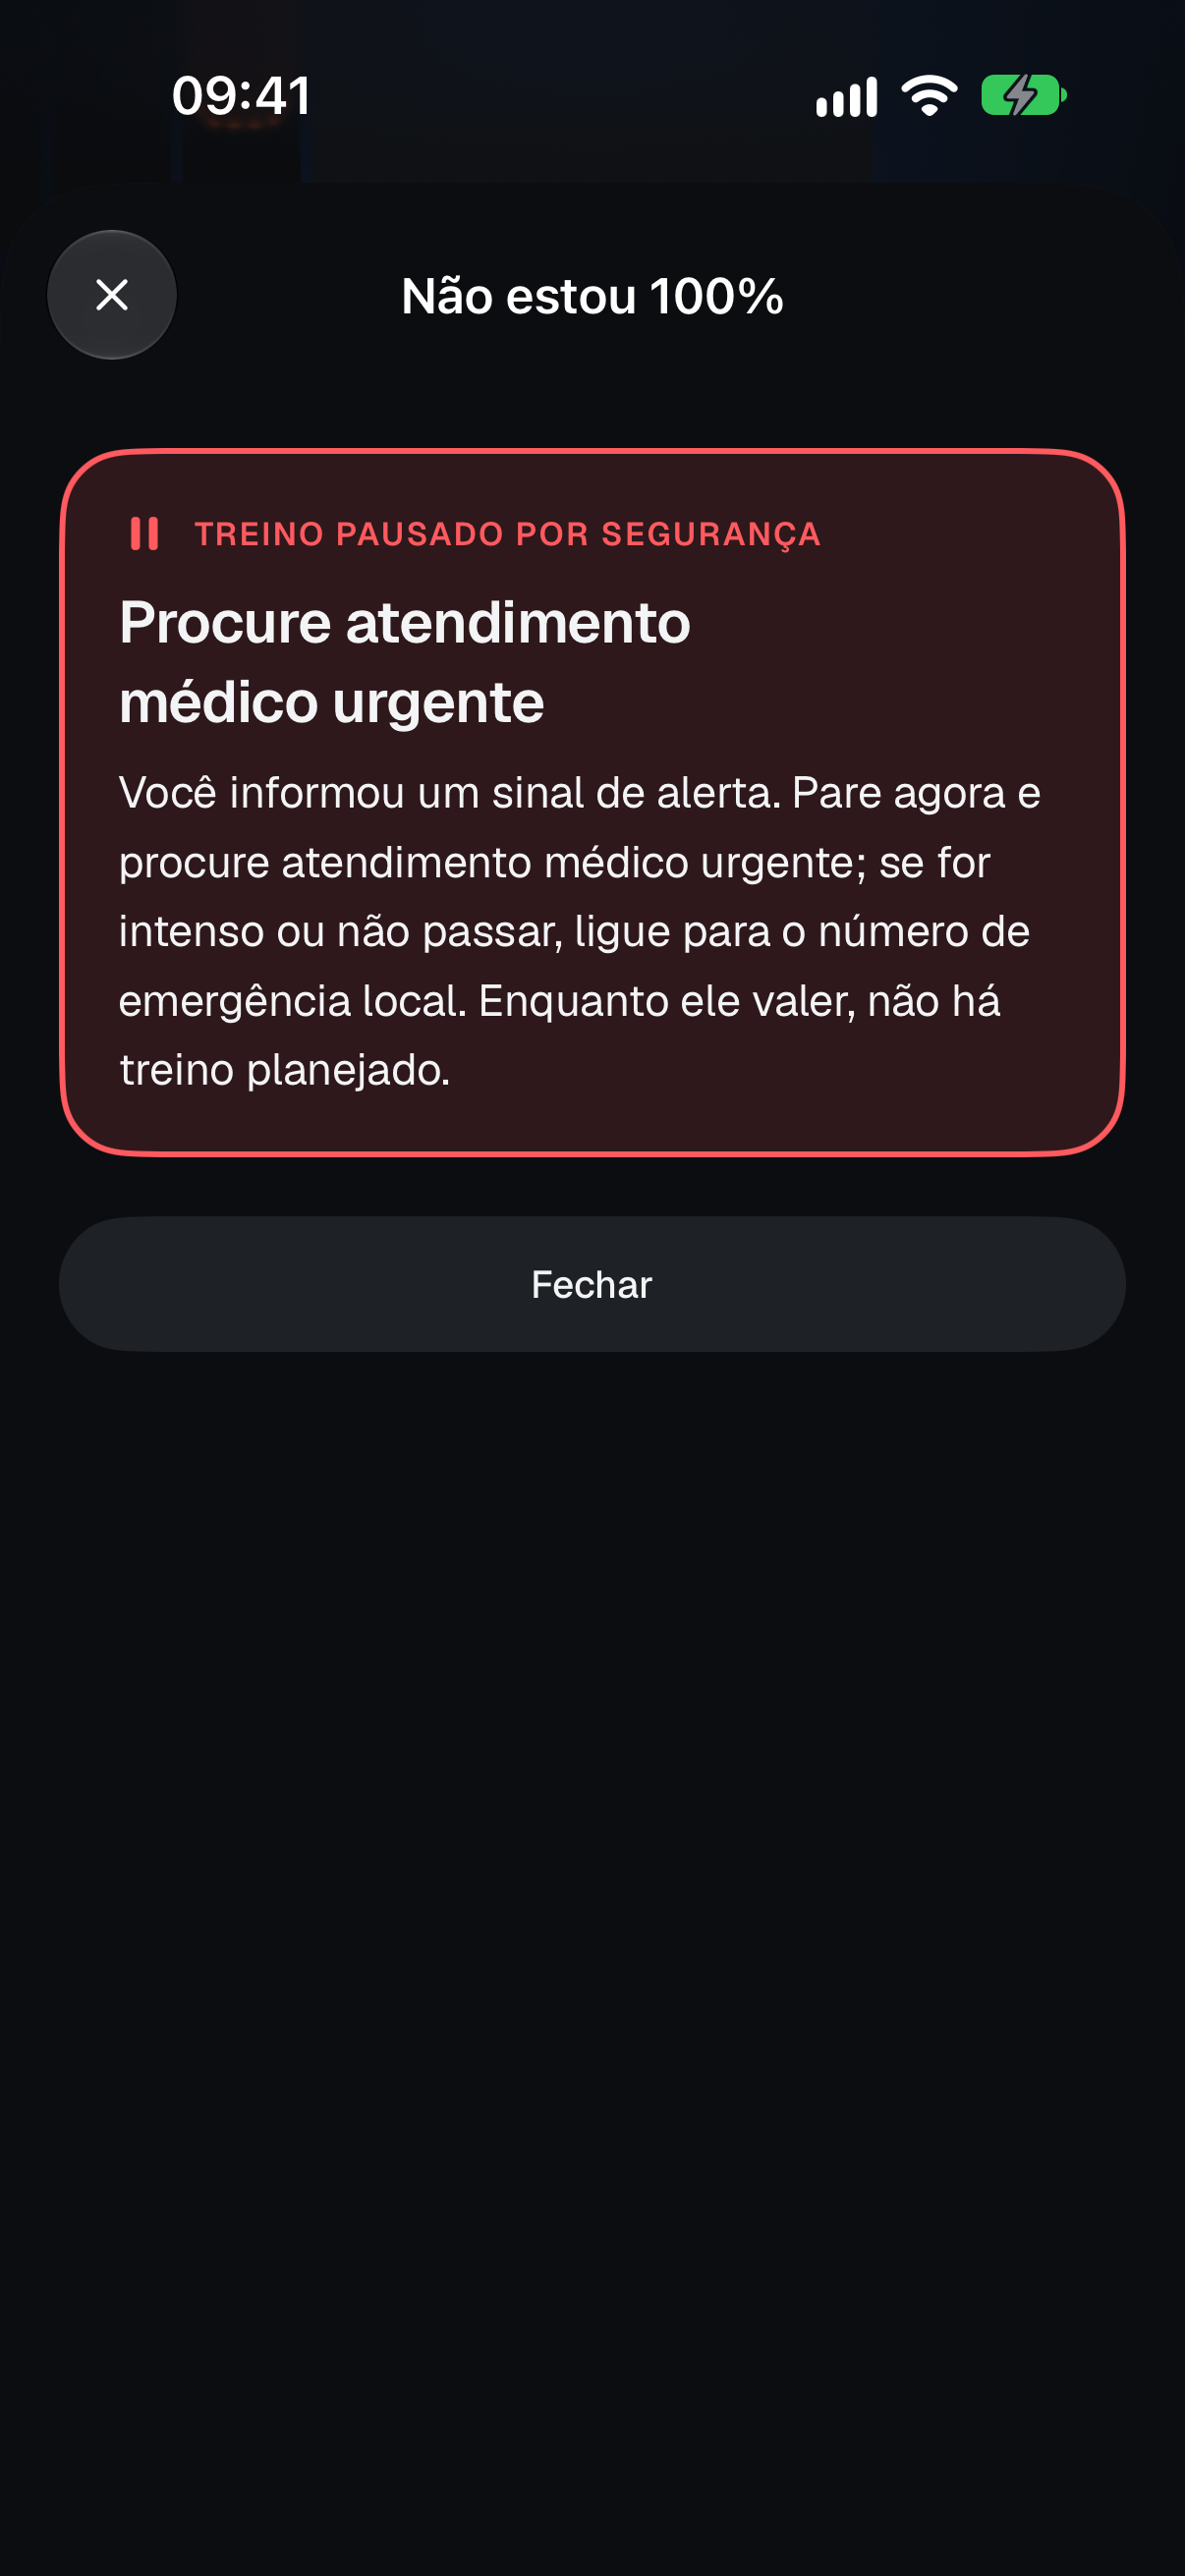 09:41
Não estou 100%
TREINO PAUSADO POR SEGURANÇA
Procure atendimento
médico urgente
Você informou um sinal de alerta. Pare agora e
procure atendimento médico urgente; se for
intenso ou não passar, ligue para o número de
emergência local. Enquanto ele valer, não há
treino planejado.
Fechar